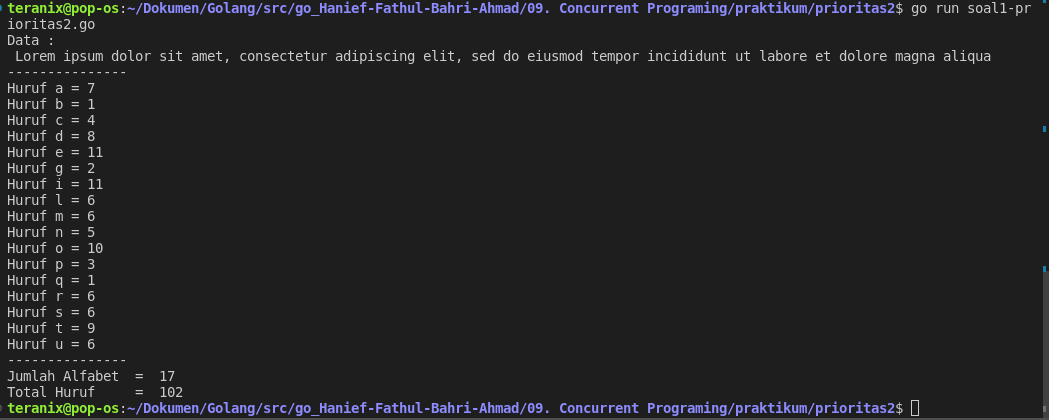 teranix@pop-os:~/Dokumen/Golang/src/go_Hanief-Fathul-Bahri-Ahmad/09. Concurrent Programing/praktikum/prioritas2$ go run soal1-pr
ioritas2.go
Data :
 Lorem ipsum dolor sit amet, consectetur adipiscing elit, sed do eiusmod tempor incididunt ut labore et dolore magna aliqua
---------------
Huruf a = 7
Huruf b = 1
Huruf c = 4
Huruf d = 8
Huruf e = 11
Huruf g = 2
Huruf i = 11
Huruf l = 6
Huruf m = 6
Huruf n = 5
Huruf o = 10
Huruf p = 3
Huruf q = 1
Huruf r = 6
Huruf s = 6
Huruf t = 9
Huruf u = 6
---------------
Jumlah Alfabet  =  17
Total Huruf     =  102
teranix@pop-os:~/Dokumen/Golang/src/go_Hanief-Fathul-Bahri-Ahmad/09. Concurrent Programing/praktikum/prioritas2$